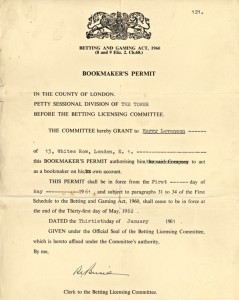 BETTING AND GAMING ACT, 1960
(8 and 9 Eliz. 2. Ch.60.)
BOOKMAKER'S PERMIT
IN THE COUNTY OF LONDON.
PETTY SESSIONAL DIVISION OF THE TOWER
BEFORE THE BETTING LICENSING COMMITTEE.
THE COMMITTEE hereby GRANT to Harry Levenson ------
of 13, Whites Row, London, E. 1 ------
this BOOKMAKER'S PERMIT authorising him/the said Company to act
as a bookmaker on his/its own account.
THIS PERMIT shall be in force from the First ----- day of
May --------- 1961 and subject to paragraphs 31 to 34 of the First
Schedule to the Betting and Gaming Act, 1960, shall cease to be in force at
the end of the Thirty-first day of May, 1962.
DATED the Thirtisth day of January 1961
GIVEN under the Official Seal of the Betting Licensing Committee,
which is hereto affixed under the Committee's authority.
By me,
Clerk to the Betting Licensing Committee.